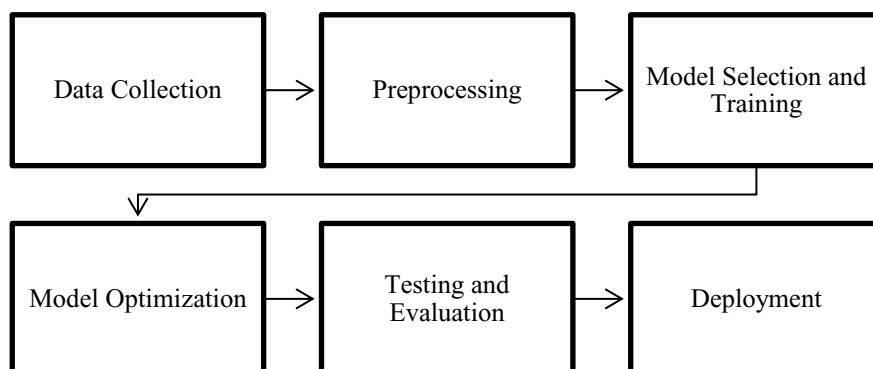 Data Collection
Preprocessing
Model Selection and
Training
Model Optimization
Testing and
Evaluation
Deployment